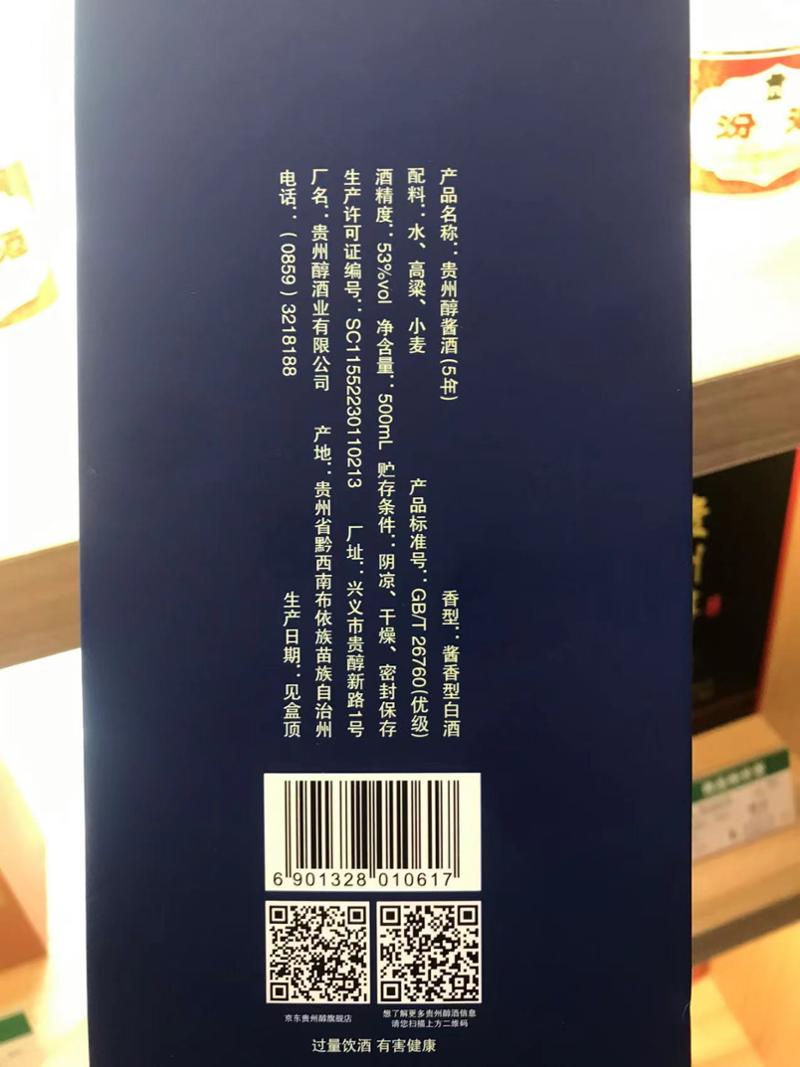 产品名称：贵州醇酱酒(5年) 香型：酱香型白酒
配料：水、高粱、小麦 产品标准号：GB/T 26760(优级)
酒精度：53%vol 净含量：500mL 贮存条件：阴凉、干燥、密封保存
生产许可证编号：SC11552230110213 厂址：兴义市贵醇新路1号
厂名：贵州醇酒业有限公司 产地：贵州省黔西南布依族苗族自治州
电话：(0859)3218188 生产日期：见盒顶
6 901328 010617
京东贵州醇旗舰店
想了解更多贵州醇酒信息
请您扫描上方二维码
过量饮酒 有害健康
汾
酒